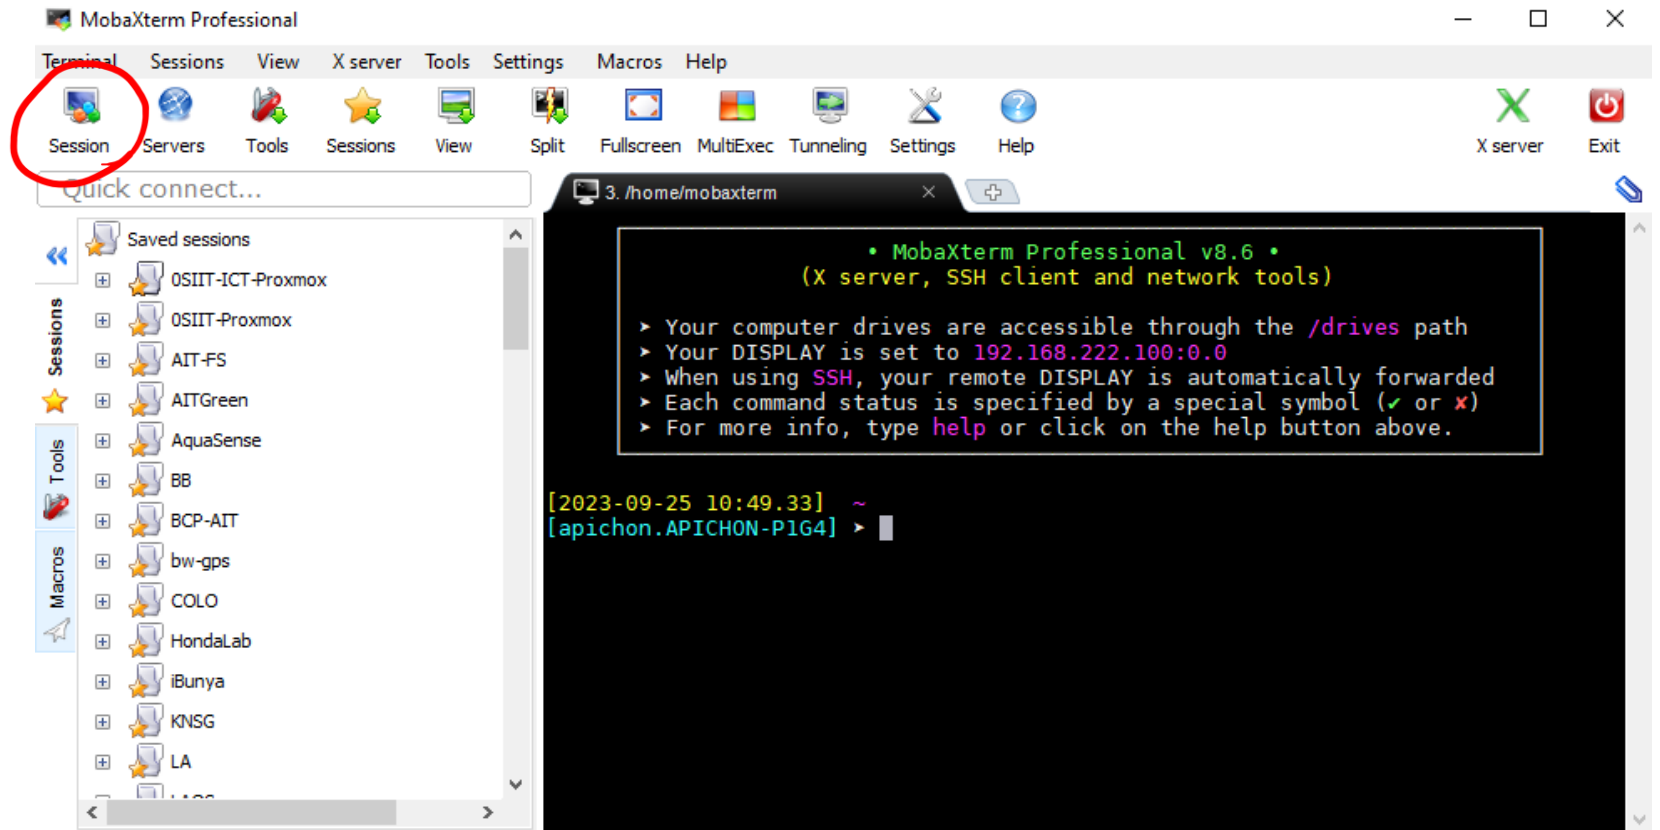 MobaXterm Professional
Terminal Sessions View X server Tools Settings Macros Help
Session Servers Tools Sessions View Split Fullscreen MultiExec Tunneling Settings Help X server Exit
Quick connect...
3. /home/mobaxterm
Sessions
Tools
Macros
Saved sessions
0SIIT-ICT-Proxmox
0SIIT-Proxmox
AIT-FS
AITGreen
AquaSense
BB
BCP-AIT
bw-gps
COLO
HondaLab
iBunya
KNSG
LA
• MobaXterm Professional v8.6 •
(X server, SSH client and network tools)
➤ Your computer drives are accessible through the /drives path
➤ Your DISPLAY is set to 192.168.222.100:0.0
➤ When using SSH, your remote DISPLAY is automatically forwarded
➤ Each command status is specified by a special symbol (✔ or ✘)
➤ For more info, type help or click on the help button above.
[2023-09-25 10:49.33] ~
[apichon.APICHON-P1G4] ➤